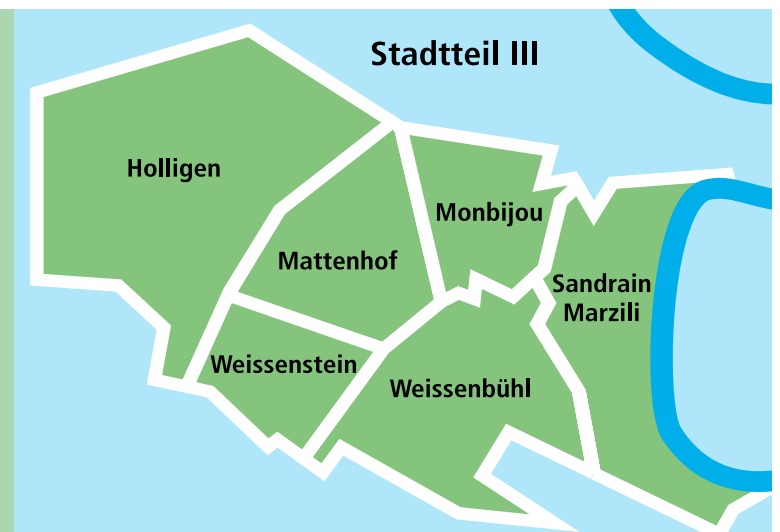 Stadtteil III
Holligen
Monbijou
Mattenhof
Sandrain
Marzili
Weissenstein
Weissenbühl